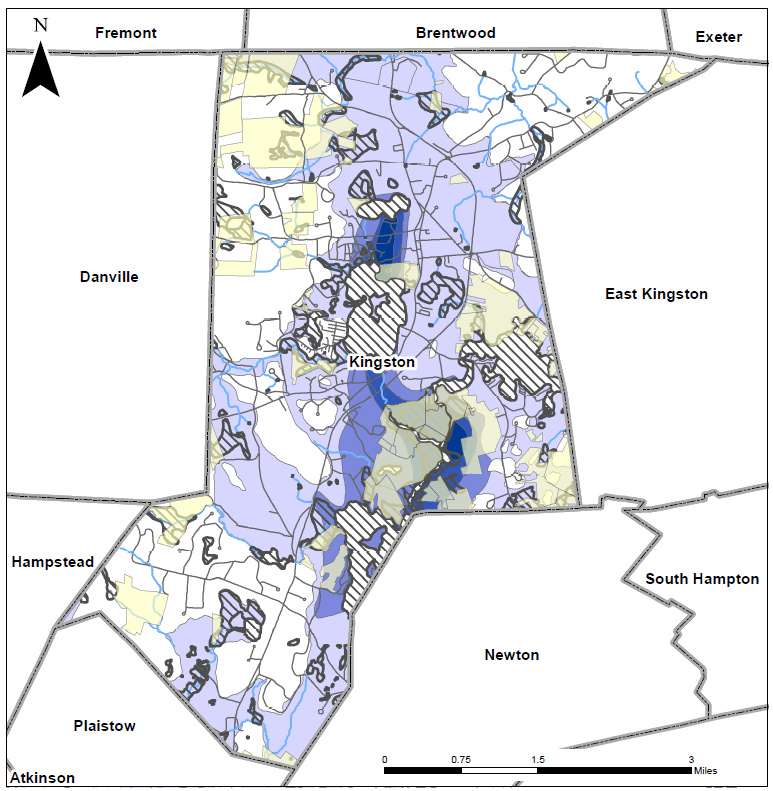 Fremont
Brentwood
Exeter
N
Danville
East Kingston
Kingston
Hampstead
South Hampton
Newton
Plaistow
Atkinson
0 0.75 1.5 3
Miles